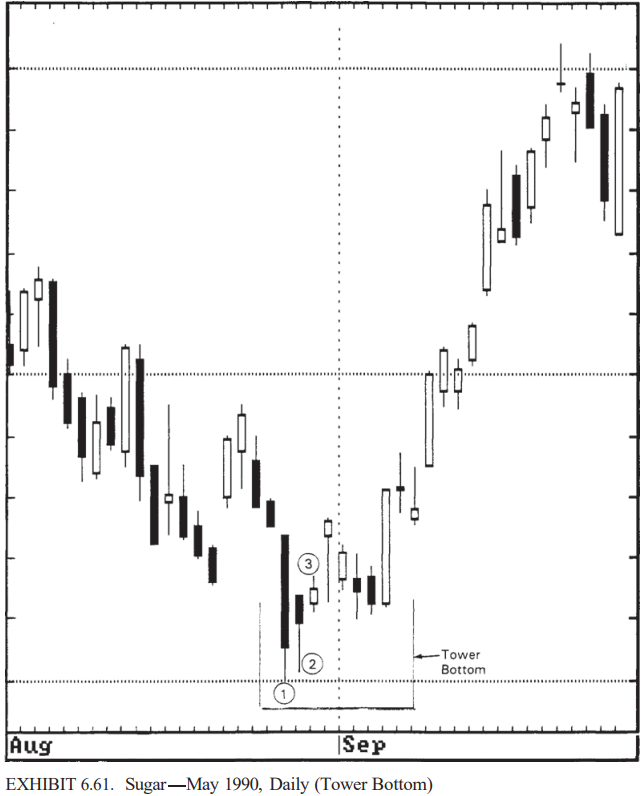 3
2
1
Tower
Bottom
Aug
Sep
EXHIBIT 6.61. Sugar—May 1990, Daily (Tower Bottom)